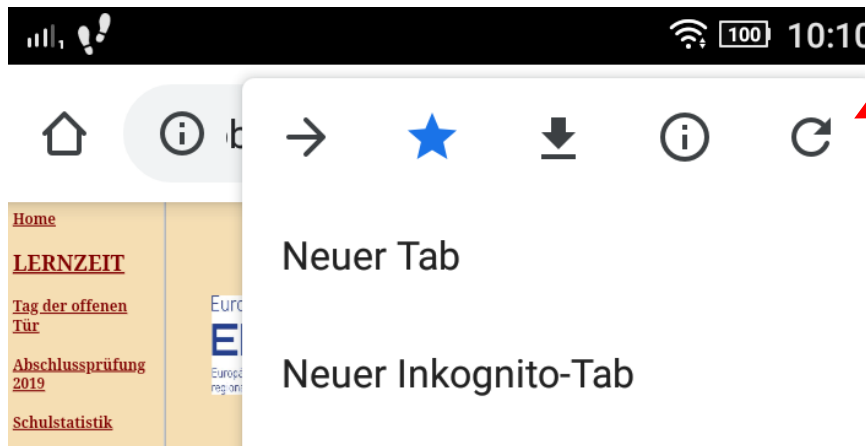 100 10:10
Home
LERNZEIT
Tag der offenen
Tür
Abschlussprüfung
2019
Schulstatistik
Neuer Tab
Neuer Inkognito-Tab